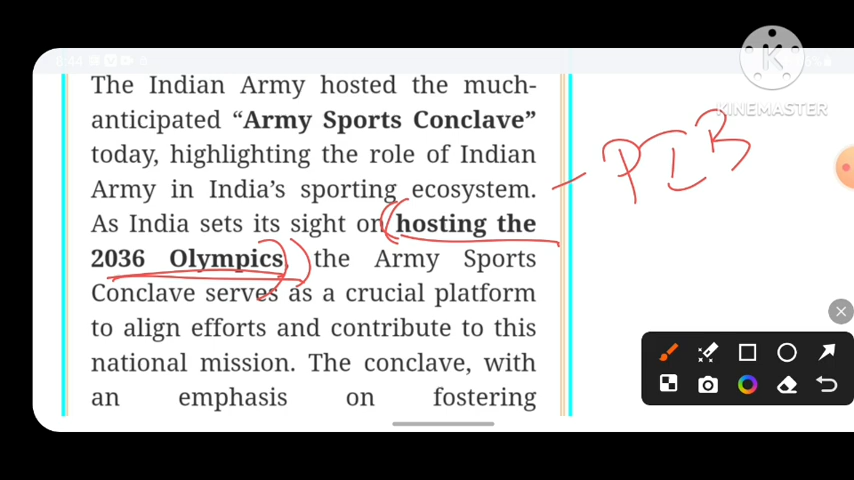 8:44
K
KINEMASTER
The Indian Army hosted the much-
anticipated “Army Sports Conclave”
today, highlighting the role of Indian
Army in India’s sporting ecosystem.
As India sets its sight on hosting the
2036 Olympics, the Army Sports
Conclave serves as a crucial platform
to align efforts and contribute to this
national mission. The conclave, with
an emphasis on fostering
PIB